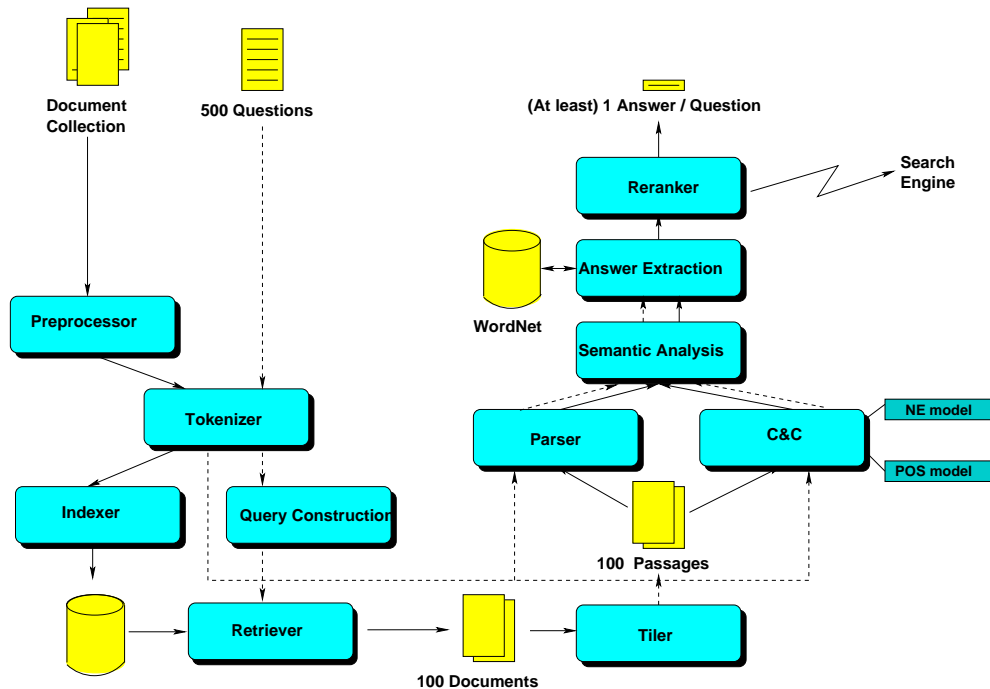 Document
Collection
500 Questions
(At least) 1 Answer / Question
Reranker
Search
Engine
Answer Extraction
WordNet
Preprocessor
Semantic Analysis
Tokenizer
Parser
C&C
NE model
POS model
Indexer
Query Construction
100 Passages
Retriever
Tiler
100 Documents